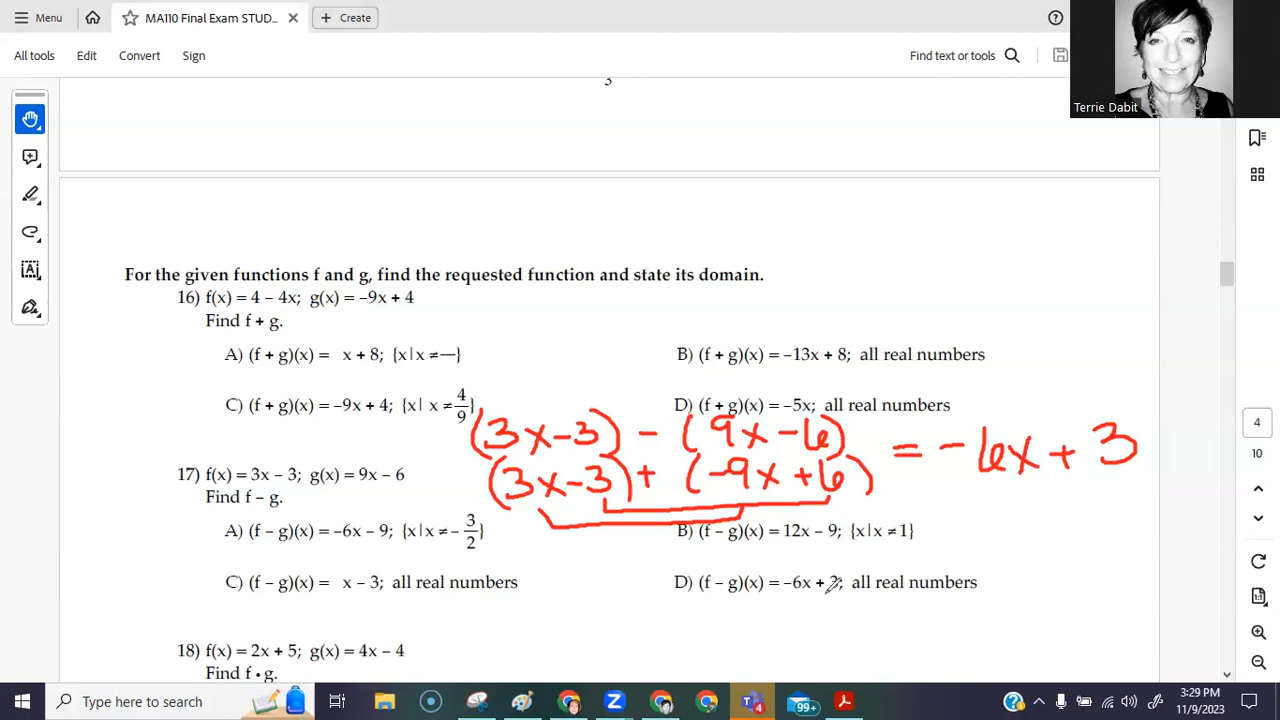 Menu
MA110 Final Exam STUD...
Create
All tools
Edit
Convert
Sign
Find text or tools
Terrie Dabit
3
For the given functions f and g, find the requested function and state its domain.
16) f(x) = 4 – 4x; g(x) = –9x + 4
Find f + g.
A) (f + g)(x) = x + 8; {x|x ≠—}
B) (f + g)(x) = –13x + 8; all real numbers
C) (f + g)(x) = –9x + 4; {x| x ≠ 4/9}
D) (f + g)(x) = –5x; all real numbers
(3x-3) - (9x-6) = -6x + 3
(3x-3) + (-9x+6)
17) f(x) = 3x – 3; g(x) = 9x – 6
Find f – g.
A) (f – g)(x) = –6x – 9; {x|x ≠ – 3/2}
B) (f – g)(x) = 12x – 9; {x|x ≠ 1}
C) (f – g)(x) = x – 3; all real numbers
D) (f – g)(x) = –6x + 3; all real numbers
18) f(x) = 2x + 5; g(x) = 4x – 4
Find f • g.
4
10
Type here to search
4
99+
3:29 PM
11/9/2023